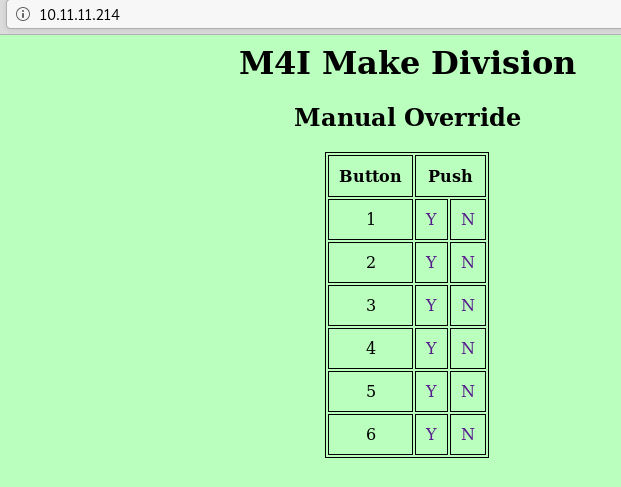 10.11.11.214
M4I Make Division
Manual Override
Button Push
1 Y N
2 Y N
3 Y N
4 Y N
5 Y N
6 Y N